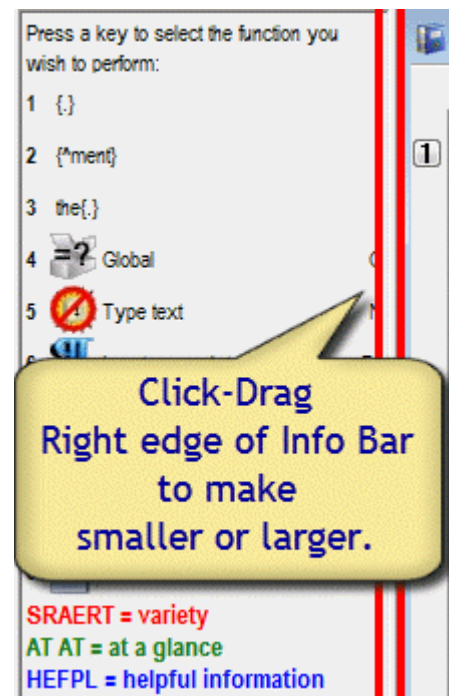 Press a key to select the function you
wish to perform:
1 {.}
2 {^ment}
3 the{.}
4 =? Global
5 Type text
1
Click-Drag
Right edge of Info Bar
to make
smaller or larger.
SRAERT = variety
AT AT = at a glance
HEFPL = helpful information